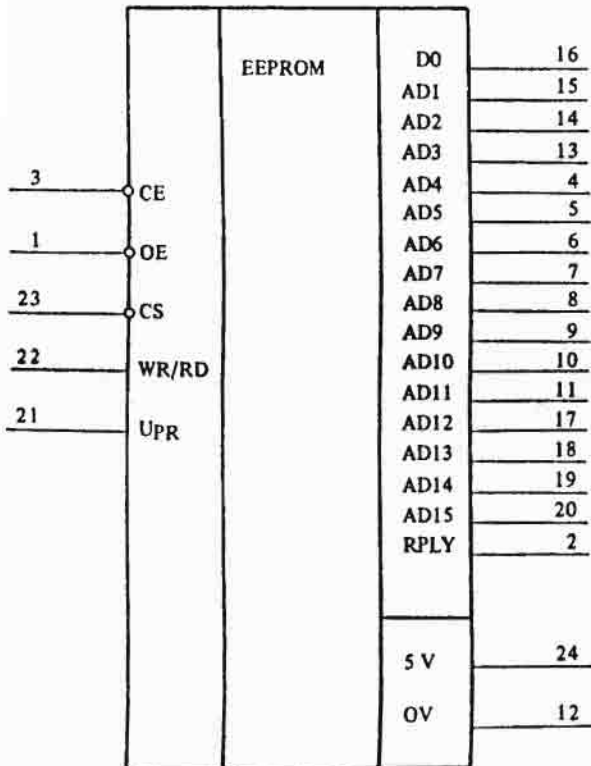 EEPROM
D0 16
AD1 15
AD2 14
AD3 13
3 CE
AD4 4
AD5 5
1 OE
AD6 6
AD7 7
23 CS
AD8 8
AD9 9
22 WR/RD
AD10 10
AD11 11
21 UPR
AD12 17
AD13 18
AD14 19
AD15 20
RPLY 2
5 V 24
OV 12